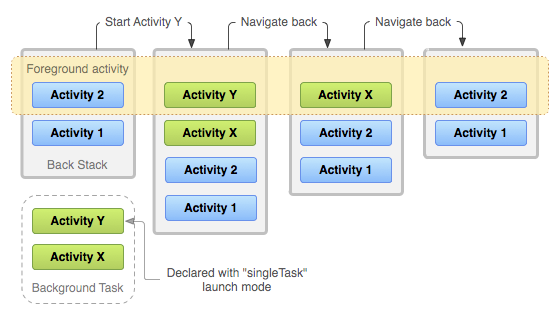 Start Activity Y
Navigate back
Navigate back
Foreground activity
Activity 2
Activity 1
Back Stack
Activity Y
Activity X
Activity 2
Activity 1
Activity X
Activity 2
Activity 1
Activity 2
Activity 1
Activity Y
Activity X
Background Task
Declared with "singleTask"
launch mode